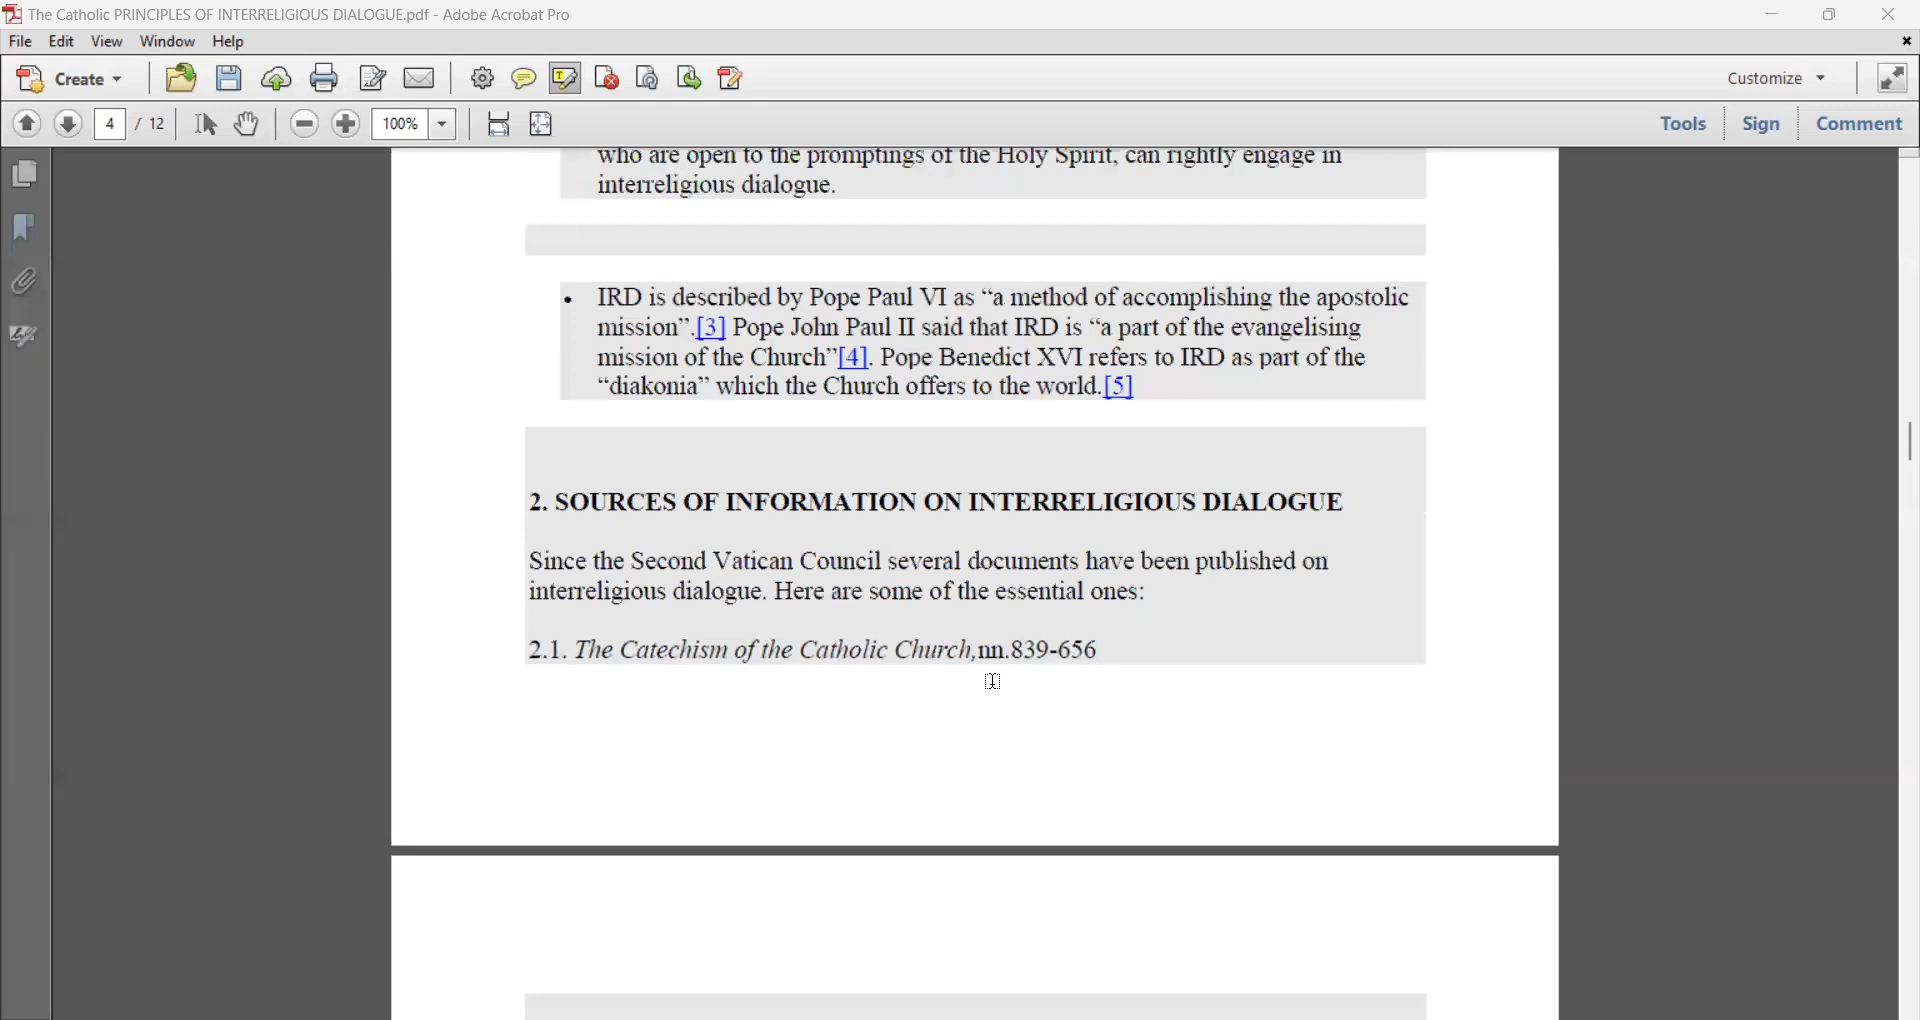 The Catholic PRINCIPLES OF INTERRELIGIOUS DIALOGUE.pdf - Adobe Acrobat Pro
File Edit View Window Help
Create Customize
4 / 12 100% Tools Sign Comment
who are open to the promptings of the Holy Spirit, can rightly engage in
interreligious dialogue.
• IRD is described by Pope Paul VI as “a method of accomplishing the apostolic
mission”.[3] Pope John Paul II said that IRD is “a part of the evangelising
mission of the Church”[4]. Pope Benedict XVI refers to IRD as part of the
“diakonia” which the Church offers to the world.[5]
2. SOURCES OF INFORMATION ON INTERRELIGIOUS DIALOGUE
Since the Second Vatican Council several documents have been published on
interreligious dialogue. Here are some of the essential ones:
2.1. The Catechism of the Catholic Church,nn.839-656